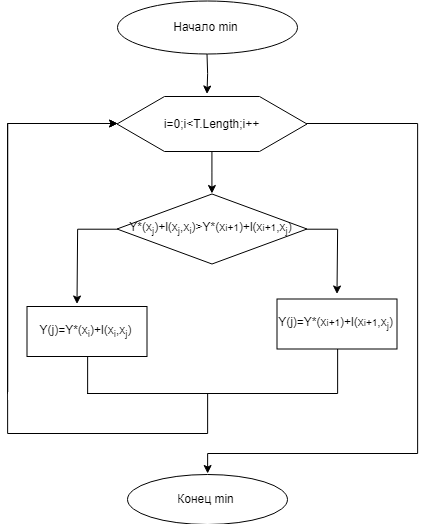 Начало min
i=0;i<T.Length;i++
Y*(xj)+l(xj,xi)>Y*(xi+1)+l(xi+1,xj)
Y(j)=Y*(xi)+l(xi,xj)
Y(j)=Y*(xi+1)+l(xi+1,xj)
Конец min